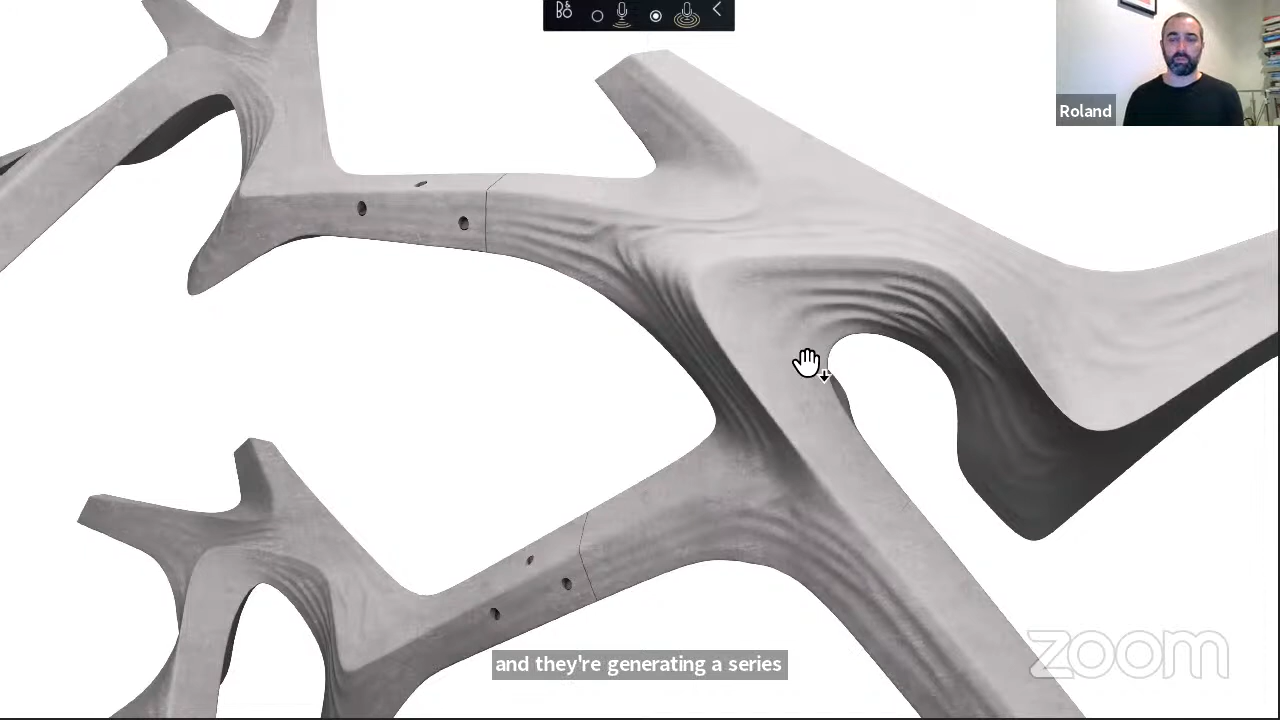 Roland
and they're generating a series
zoom